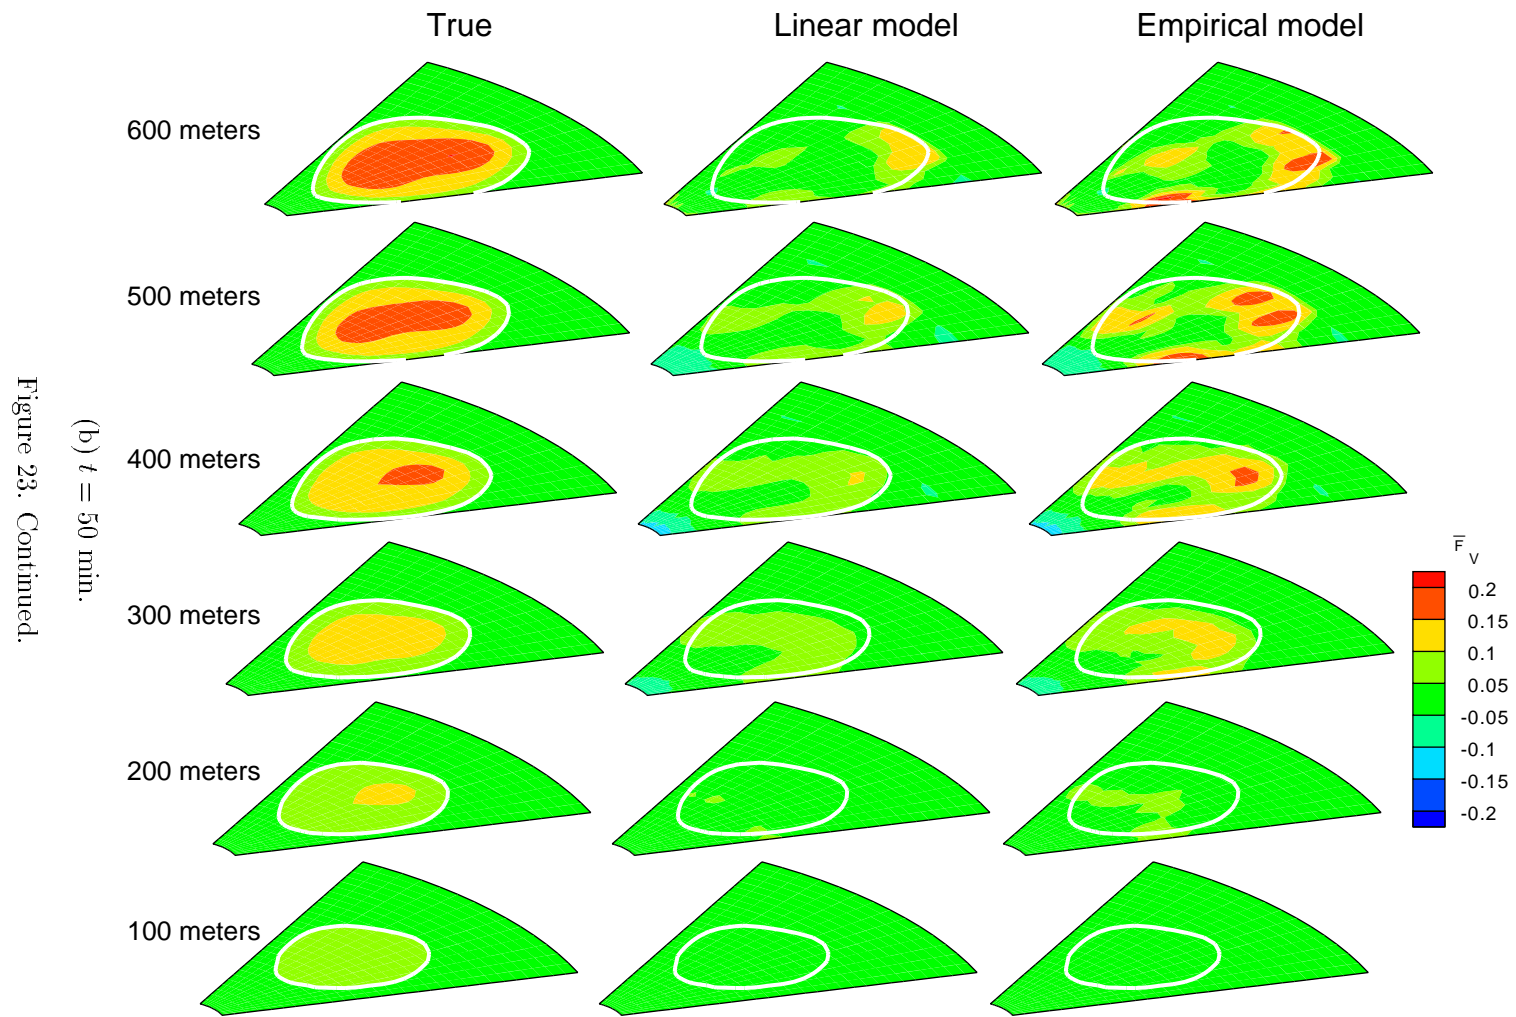 True
Linear model
Empirical model
600 meters
500 meters
400 meters
300 meters
200 meters
100 meters
F̅
V
0.2
0.15
0.1
0.05
-0.05
-0.1
-0.15
-0.2
(b) t = 50 min.
Figure 23. Continued.